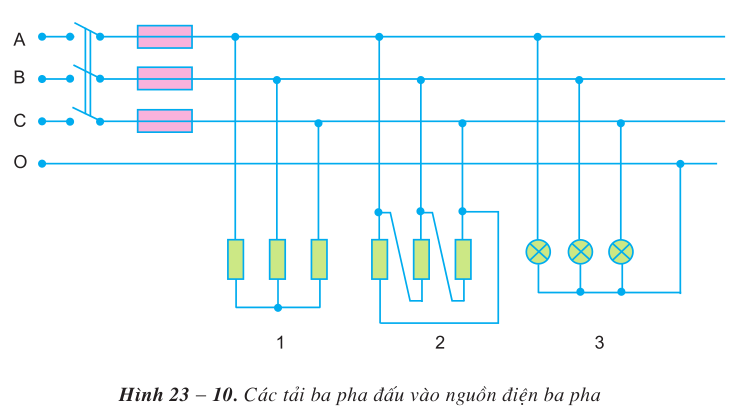 A
B
C
O
1 2 3
Hình 23 – 10. Các tải ba pha đấu vào nguồn điện ba pha